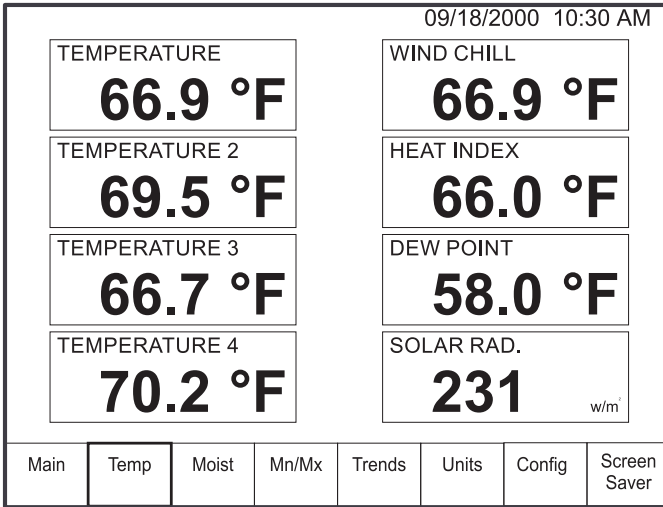 09/18/2000 10:30 AM
TEMPERATURE
66.9 °F
TEMPERATURE 2
69.5 °F
TEMPERATURE 3
66.7 °F
TEMPERATURE 4
70.2 °F
WIND CHILL
66.9 °F
HEAT INDEX
66.0 °F
DEW POINT
58.0 °F
SOLAR RAD.
231 w/m²
Main Temp Moist Mn/Mx Trends Units Config Screen
Saver